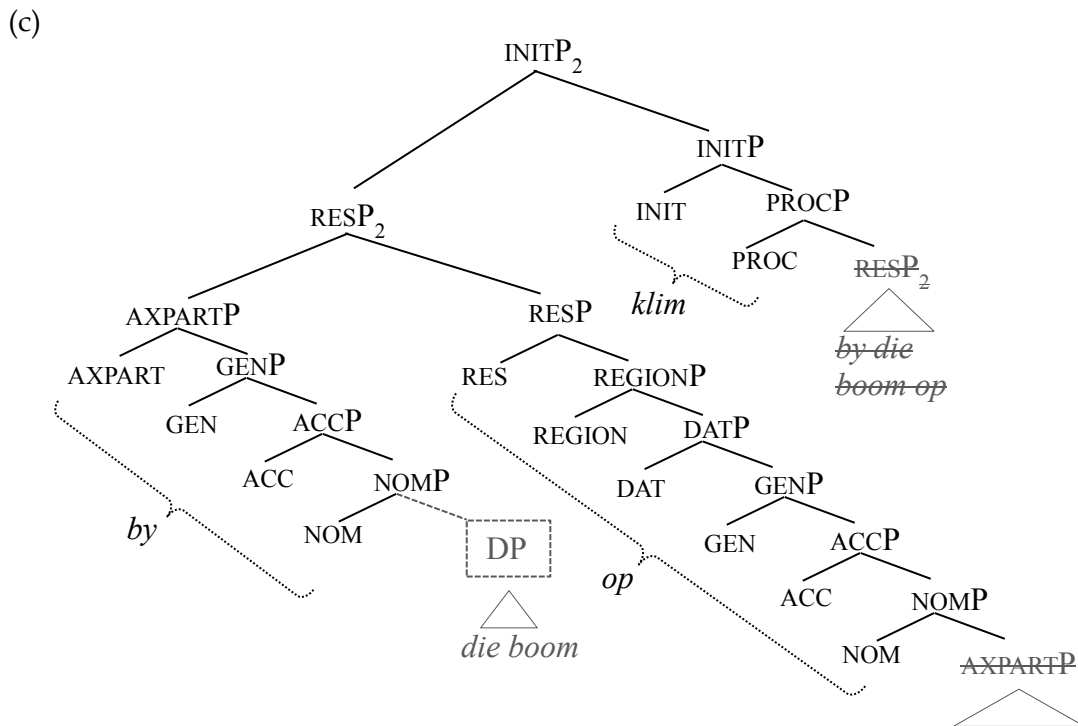 (c)
INITP₂
INITP
INIT PROCP
RESP₂
PROC RESP₂
klim
AXPARTP RESP
by die
boom op
AXPART GENP RES REGIONP
GEN ACCP REGION DATP
ACC NOMP DAT GENP
by NOM DP GEN ACCP
op
ACC NOMP
die boom
NOM AXPARTP